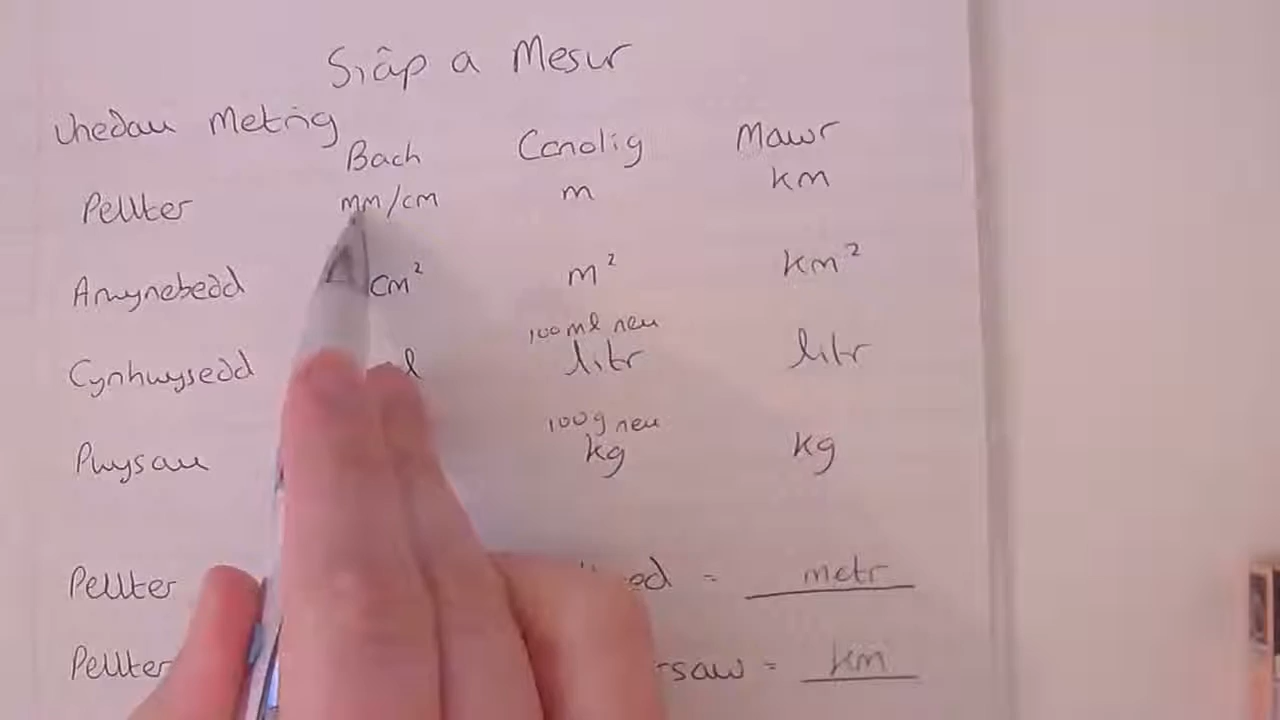 Siâp a Mesur
Unedau Metrig
Bach Canolig Mawr
Pellter mm/cm m km
Arwynebedd cm² m² km²
100ml neu
Cynhwysedd litr litr
100g neu
Pwysau kg kg
Pellter = metr
Pellter = km